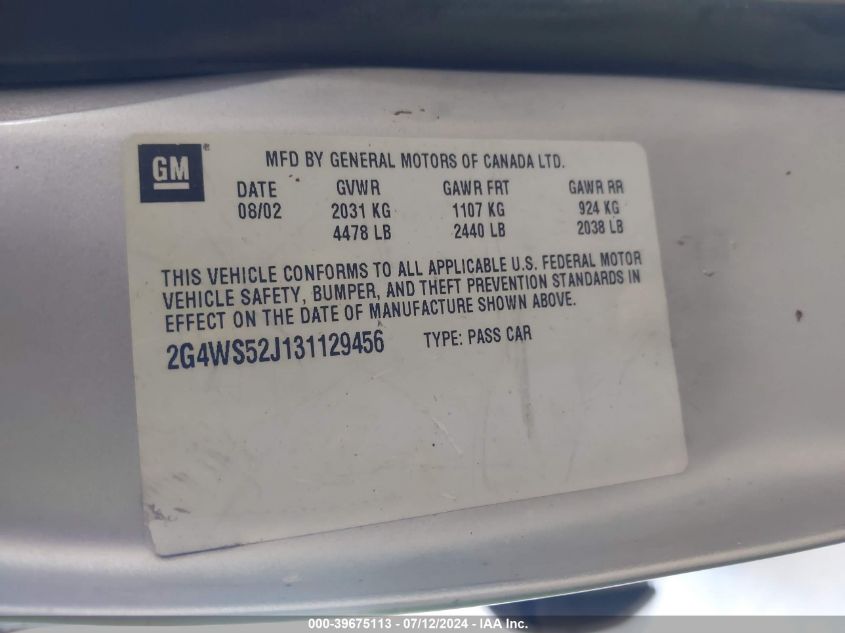 GM ®
MFD BY GENERAL MOTORS OF CANADA LTD.
DATE GVWR GAWR FRT GAWR RR
08/02 2031 KG 1107 KG 924 KG
4478 LB 2440 LB 2038 LB
THIS VEHICLE CONFORMS TO ALL APPLICABLE U.S. FEDERAL MOTOR
VEHICLE SAFETY, BUMPER, AND THEFT PREVENTION STANDARDS IN
EFFECT ON THE DATE OF MANUFACTURE SHOWN ABOVE.
2G4WS52J131129456 TYPE: PASS CAR
000-39675113 - 07/12/2024 - IAA, Inc.